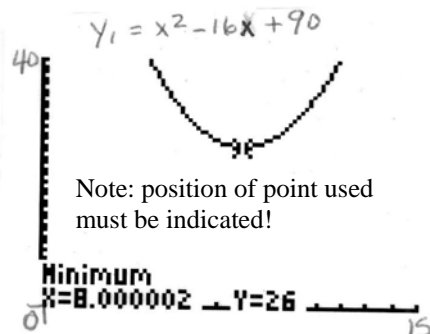 Y₁ = x² - 16x + 90
40
Note: position of point used
must be indicated!
Minimum
X=8.000002 Y=26
0
15